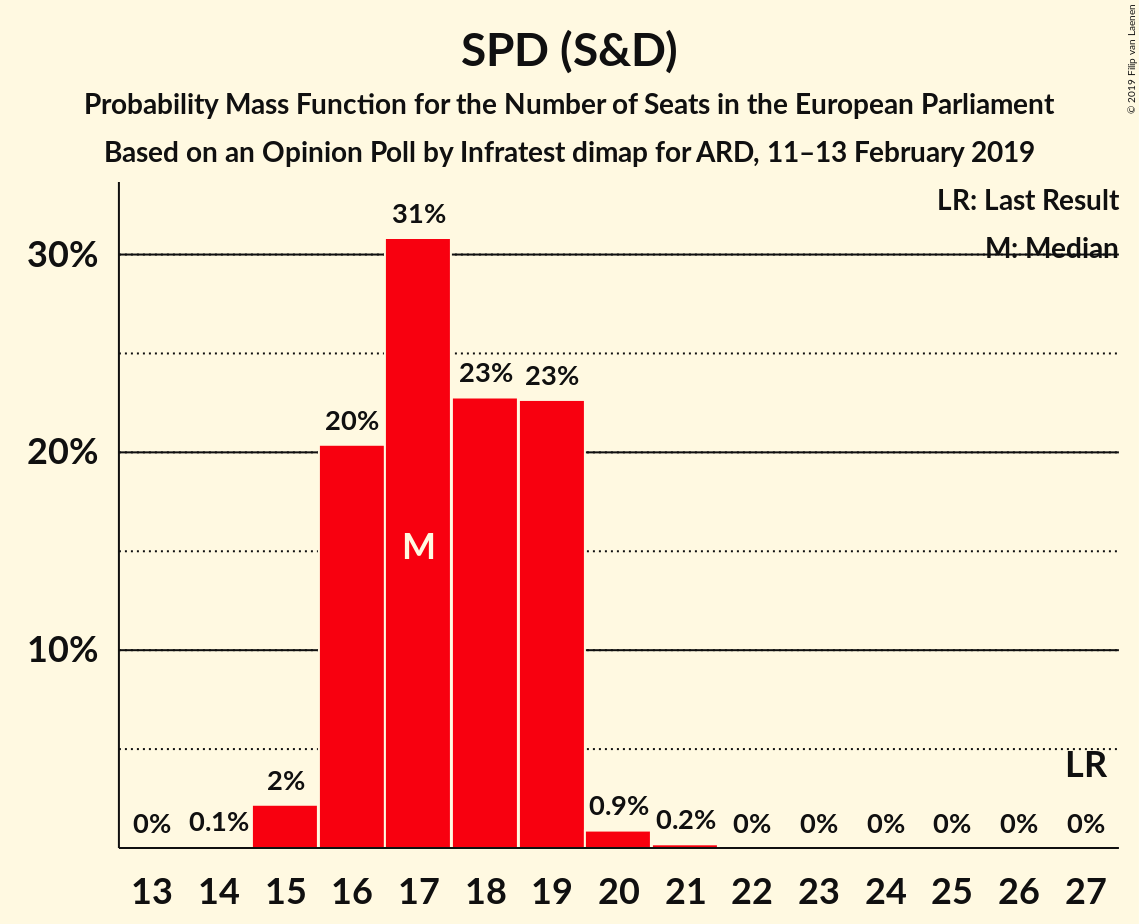 SPD (S&D)
Probability Mass Function for the Number of Seats in the European Parliament
Based on an Opinion Poll by Infratest dimap for ARD, 11–13 February 2019
© 2019 Filip van Laenen
LR: Last Result
M: Median
30%
20%
10%
0%
0.1%
2%
20%
31%
M
23%
23%
0.9%
0.2%
0%
0%
0%
0%
0%
0%
LR
13 14 15 16 17 18 19 20 21 22 23 24 25 26 27